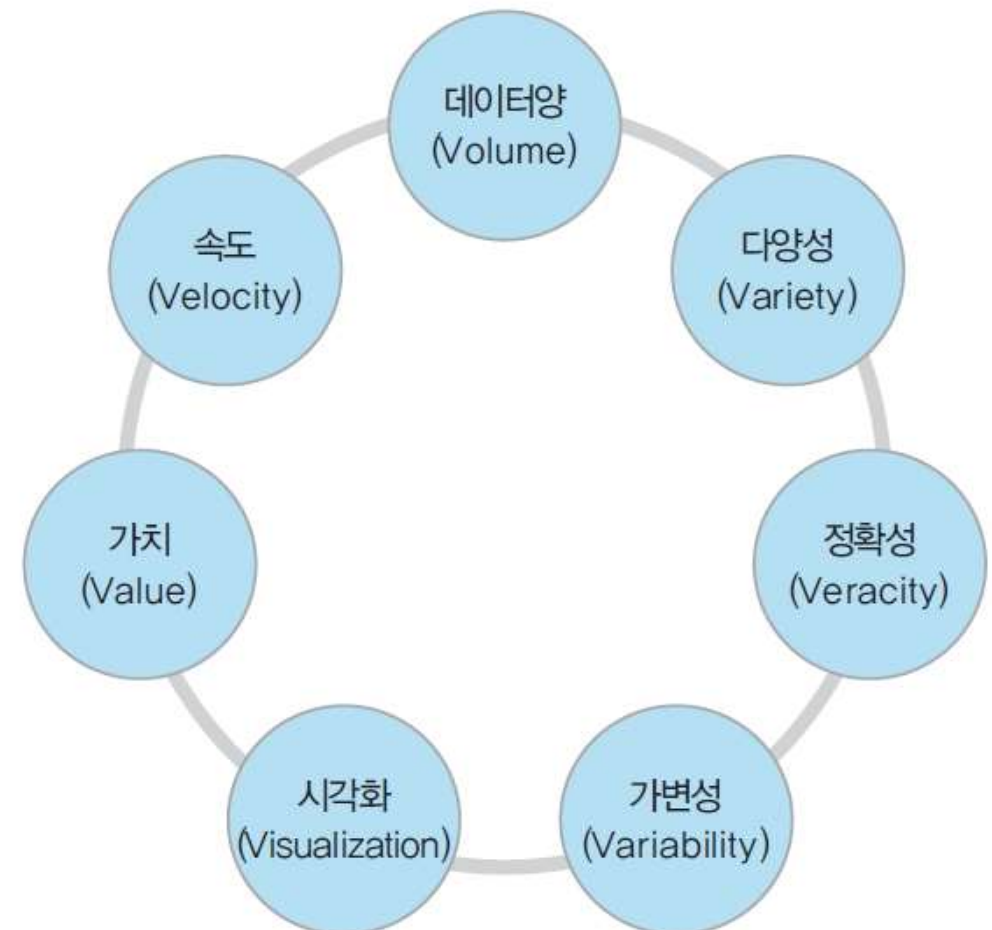 데이터양
(Volume)
다양성
(Variety)
정확성
(Veracity)
가변성
(Variability)
시각화
(Visualization)
가치
(Value)
속도
(Velocity)